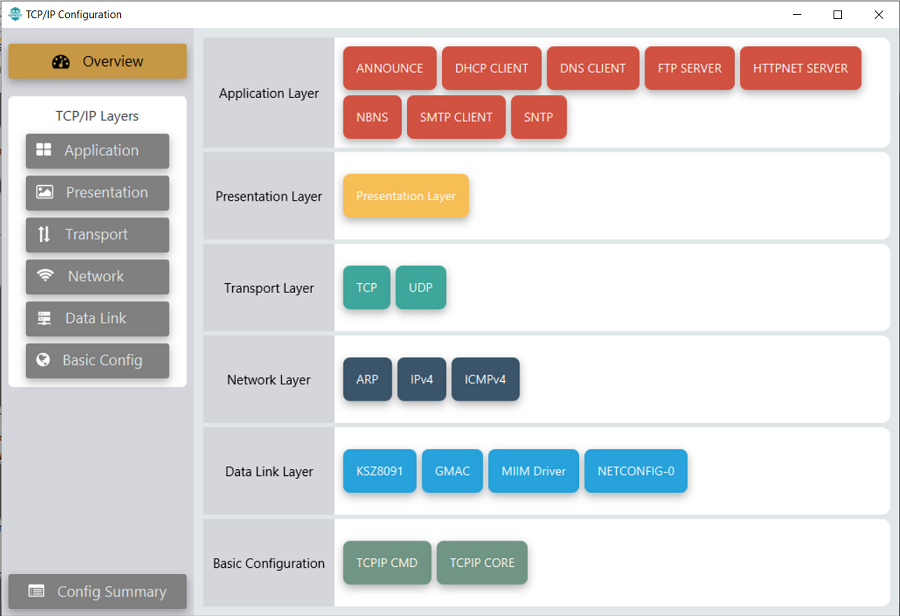 TCP/IP Configuration
Overview
TCP/IP Layers
Application
Presentation
Transport
Network
Data Link
Basic Config
Config Summary
Application Layer
ANNOUNCE DHCP CLIENT DNS CLIENT FTP SERVER HTTPNET SERVER
NBNS SMTP CLIENT SNTP
Presentation Layer
Presentation Layer
Transport Layer
TCP UDP
Network Layer
ARP IPv4 ICMPv4
Data Link Layer
KSZ8091 GMAC MIIM Driver NETCONFIG-0
Basic Configuration
TCPIP CMD TCPIP CORE